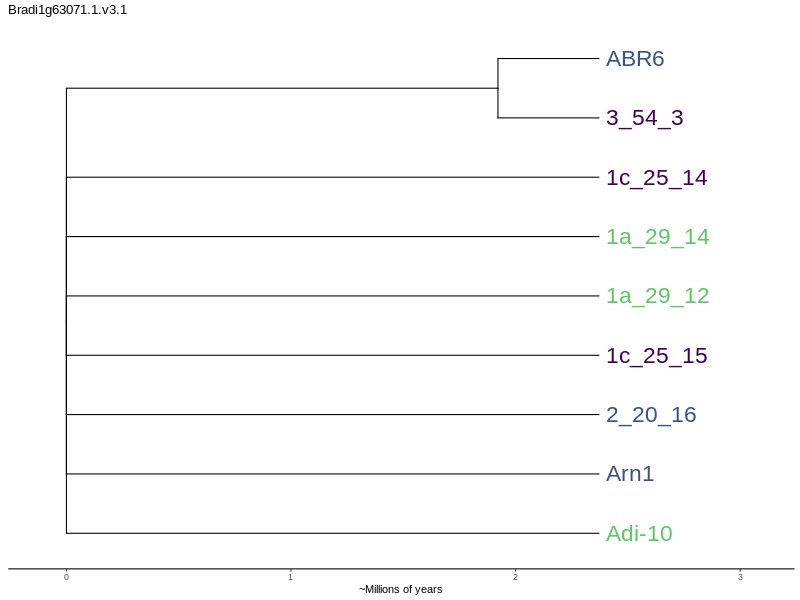 Bradi1g63071.1.v3.1
ABR6
3_54_3
1c_25_14
1a_29_14
1a_29_12
1c_25_15
2_20_16
Arn1
Adi-10
0 1 2 3
~Millions of years